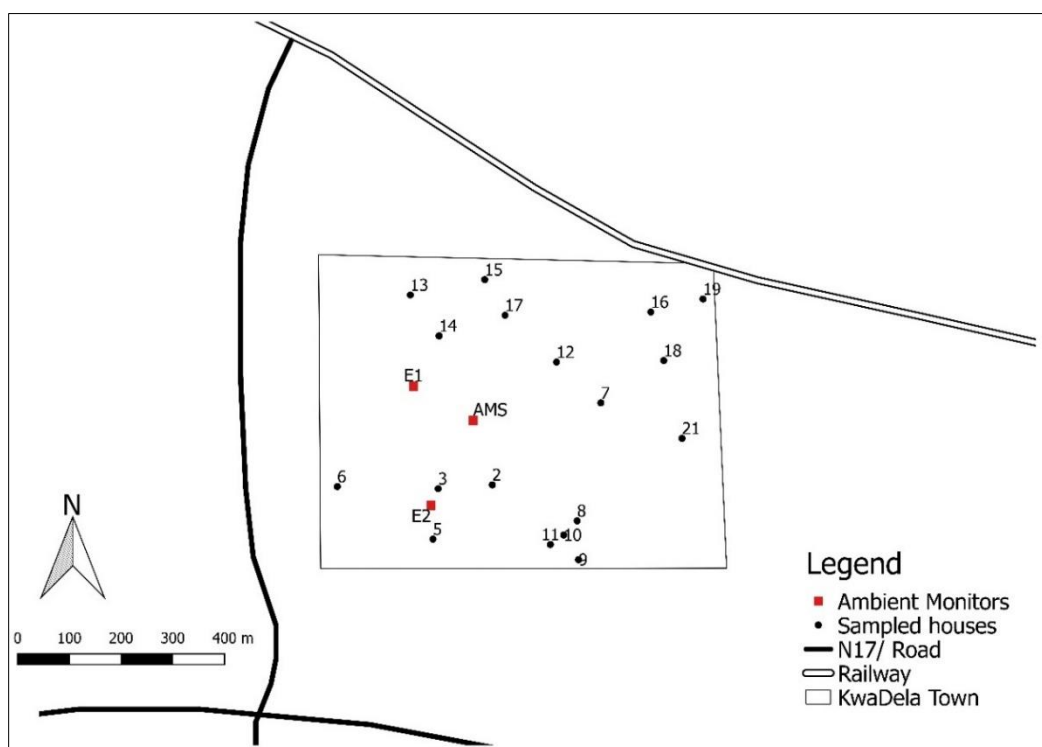 15
13
19
17
16
14
12
18
E1
7
AMS
21
6
3
2
E2
8
5
11
10
9
N
0 100 200 300 400 m
Legend
Ambient Monitors
Sampled houses
N17/ Road
Railway
KwaDela Town